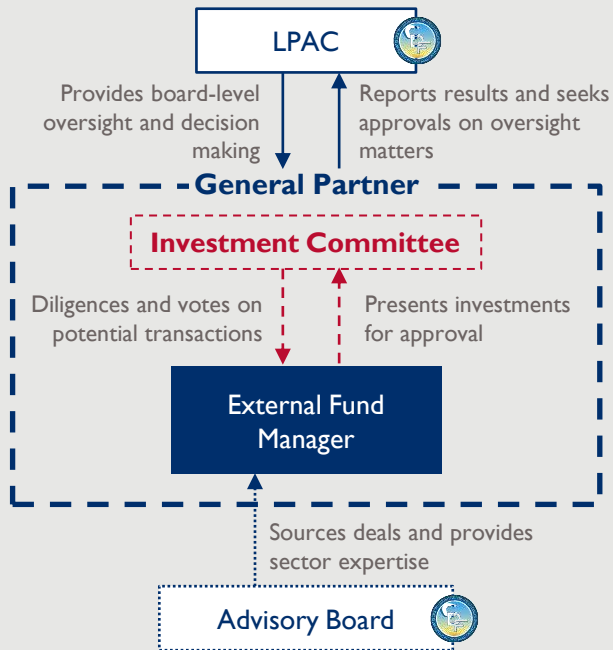 LPAC
Provides board-level
oversight and decision
making
Reports results and seeks
approvals on oversight
matters
General Partner
Investment Committee
Diligences and votes on
potential transactions
Presents investments
for approval
External Fund
Manager
Sources deals and provides
sector expertise
Advisory Board